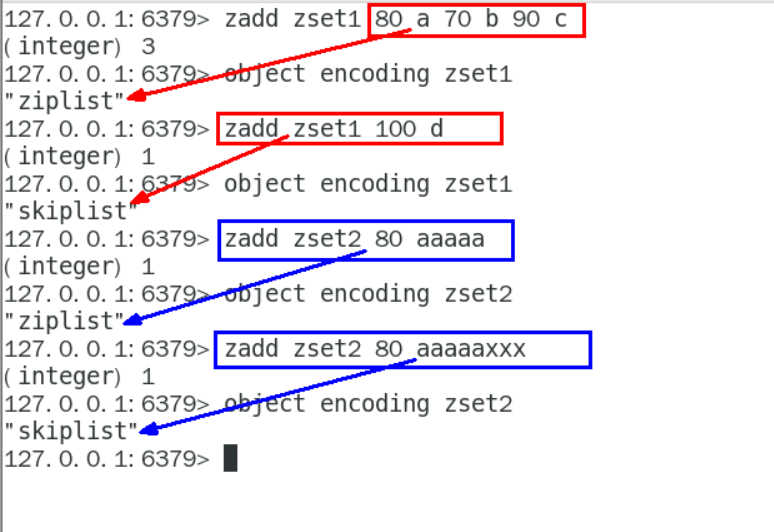 127.0.0.1:6379> zadd zset1 80 a 70 b 90 c
(integer) 3
127.0.0.1:6379> object encoding zset1
"ziplist"
127.0.0.1:6379> zadd zset1 100 d
(integer) 1
127.0.0.1:6379> object encoding zset1
"skiplist"
127.0.0.1:6379> zadd zset2 80 aaaaa
(integer) 1
127.0.0.1:6379> object encoding zset2
"ziplist"
127.0.0.1:6379> zadd zset2 80 aaaaaxxx
(integer) 1
127.0.0.1:6379> object encoding zset2
"skiplist"
127.0.0.1:6379>